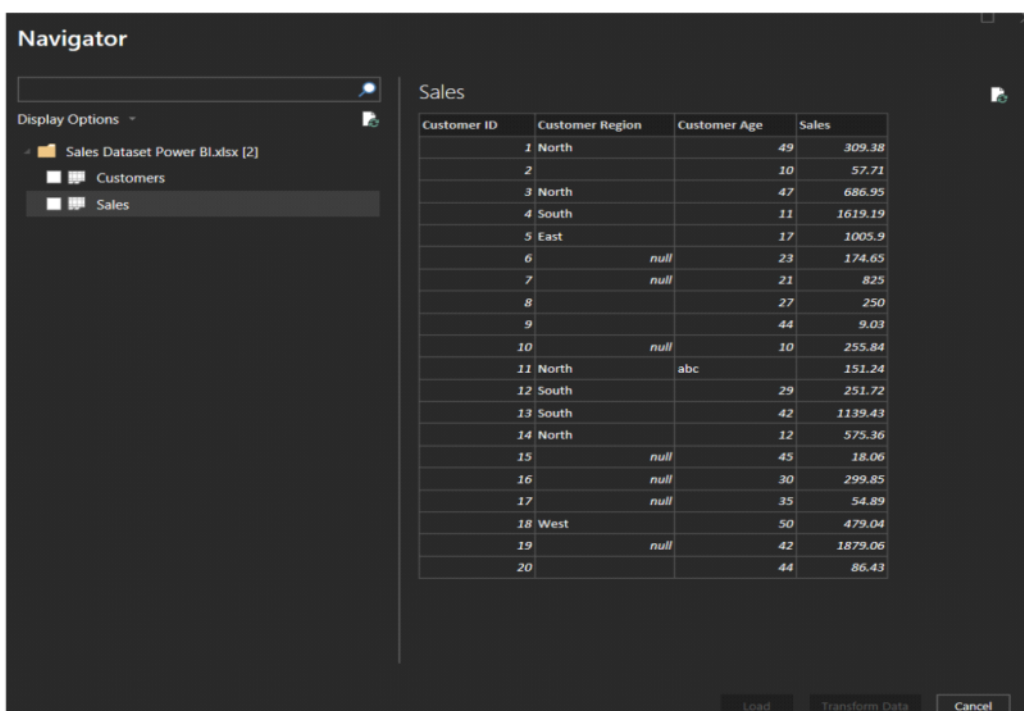 Navigator
Display Options
Sales Dataset Power BI.xlsx [2]
Customers
Sales
Sales
Customer ID Customer Region Customer Age Sales
1 North 49 309.38
2 10 57.71
3 North 47 686.95
4 South 11 1619.19
5 East 17 1005.9
6 null 23 174.65
7 null 21 825
8 27 250
9 44 9.03
10 null 10 255.84
11 North abc 151.24
12 South 29 251.72
13 South 42 1139.43
14 North 12 575.36
15 null 45 18.06
16 null 30 299.85
17 null 35 54.89
18 West 50 479.04
19 null 42 1879.06
20 44 86.43
Load Transform Data Cancel